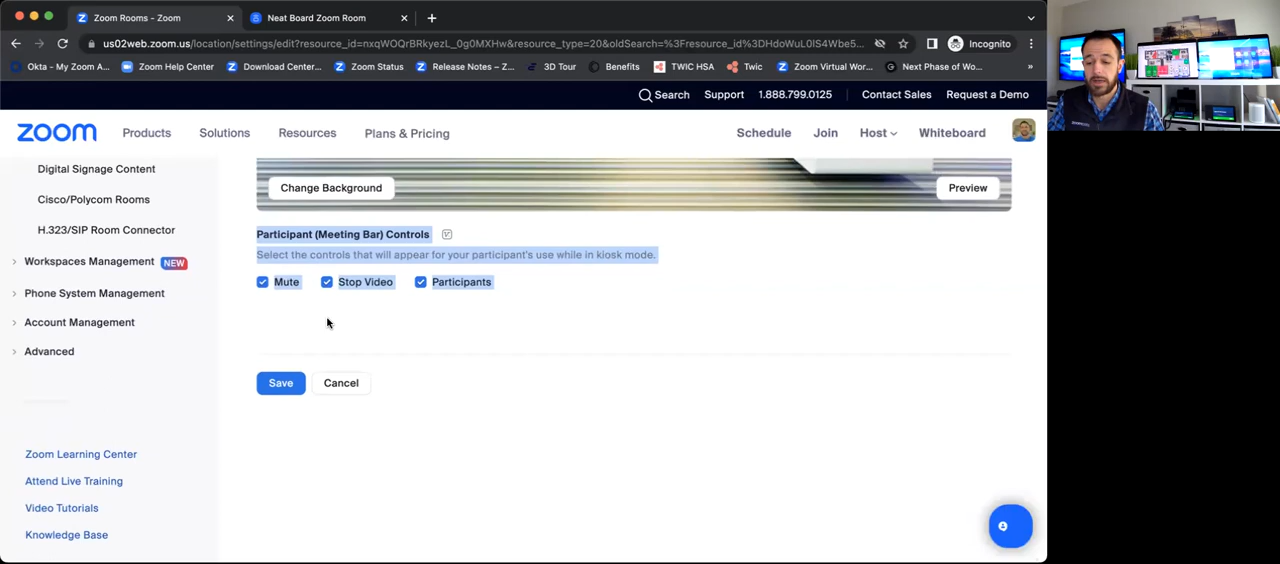 Zoom Rooms - Zoom
Neat Board Zoom Room
us02web.zoom.us/location/settings/edit?resource_id=nxqWOQrBRkyezL_0g0MXHw&resource_type=20&oldSearch=%3Fresource_id%3DHdoWuL0IS4Wbe5...
Incognito
Okta - My Zoom A...
Zoom Help Center
Download Center...
Zoom Status
Release Notes – Z...
3D Tour
Benefits
TWIC HSA
Twic
Zoom Virtual Wor...
Next Phase of Wo...
Search
Support
1.888.799.0125
Contact Sales
Request a Demo
zoom
Products
Solutions
Resources
Plans & Pricing
Schedule
Join
Host
Whiteboard
Digital Signage Content
Cisco/Polycom Rooms
H.323/SIP Room Connector
Workspaces Management NEW
Phone System Management
Account Management
Advanced
Zoom Learning Center
Attend Live Training
Video Tutorials
Knowledge Base
Change Background
Preview
Participant (Meeting Bar) Controls
Select the controls that will appear for your participant's use while in kiosk mode.
Mute Stop Video Participants
Save Cancel